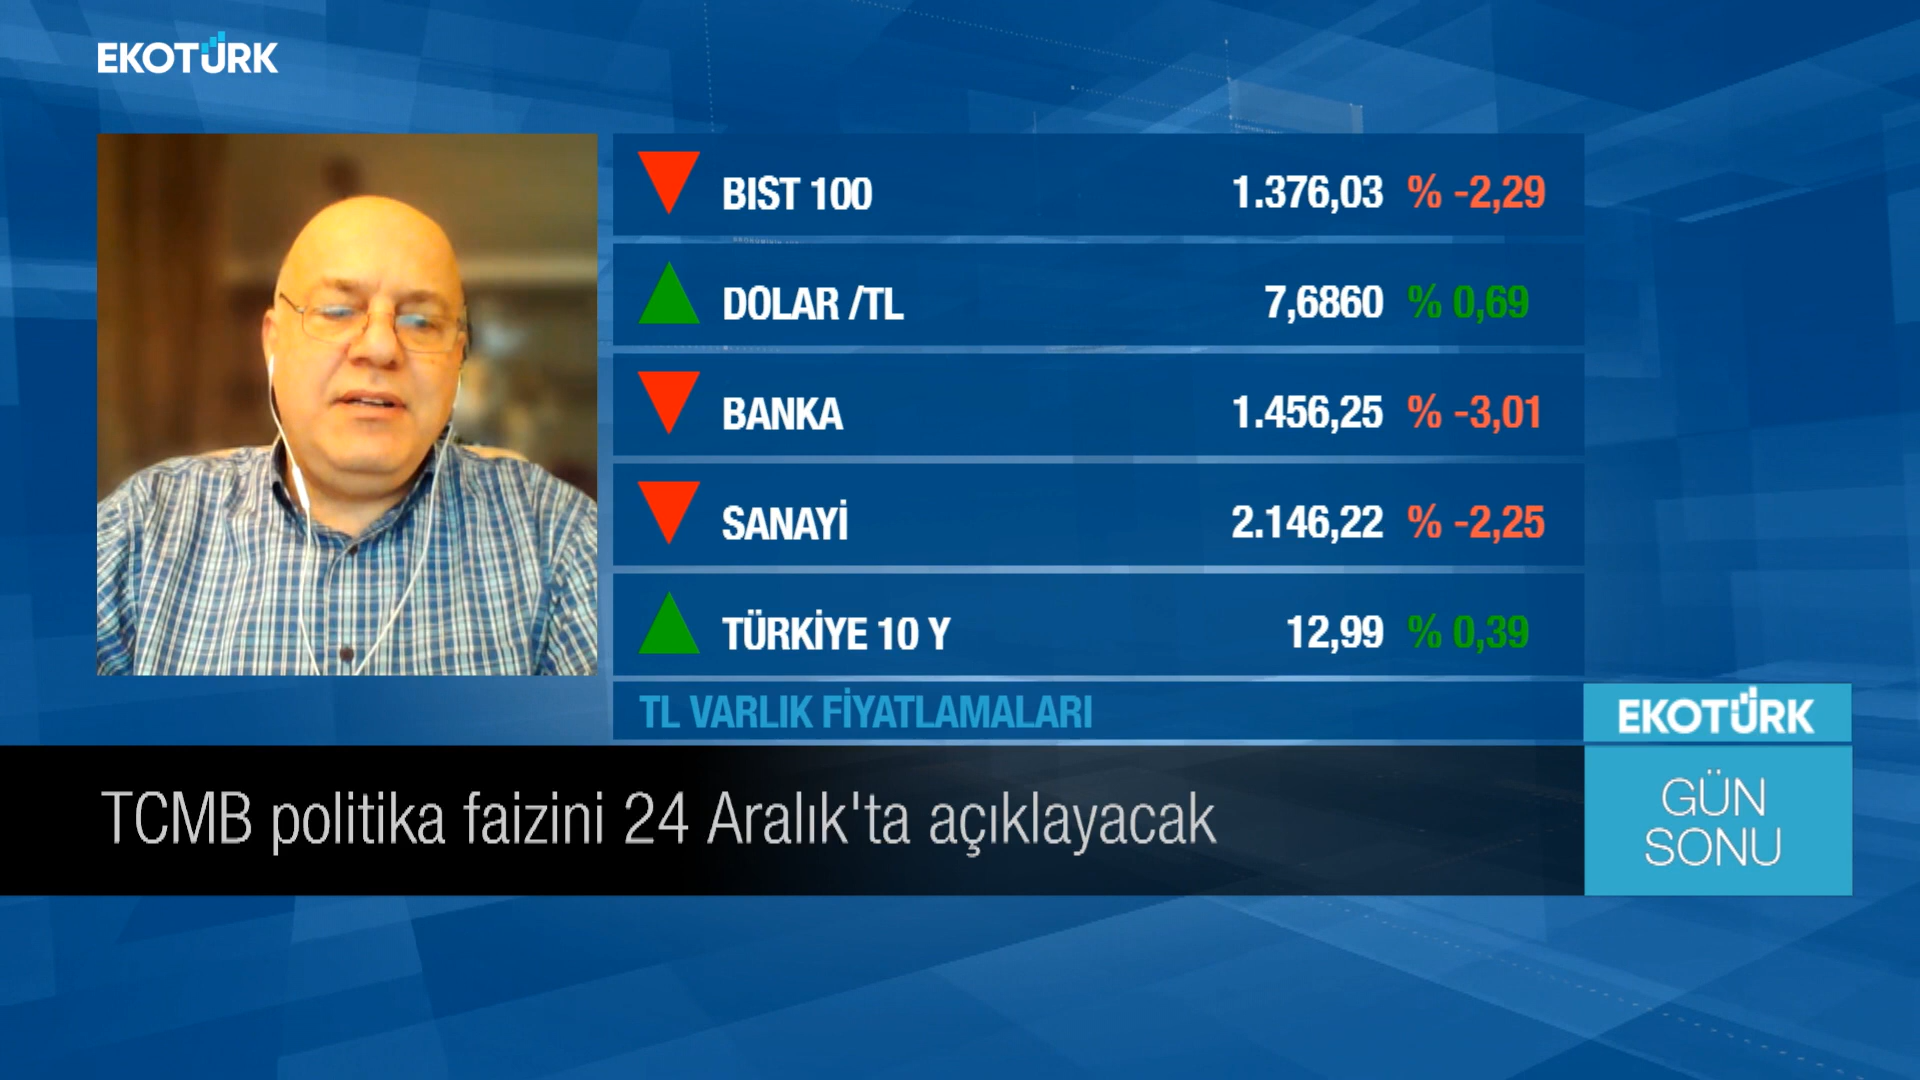 EKOTÜRK
BIST 100 1.376,03 % -2,29
DOLAR /TL 7,6860 % 0,69
BANKA 1.456,25 % -3,01
SANAYİ 2.146,22 % -2,25
TÜRKİYE 10 Y 12,99 % 0,39
TL VARLIK FİYATLAMALARI
EKOTÜRK
TCMB politika faizini 24 Aralık'ta açıklayacak
GÜN
SONU